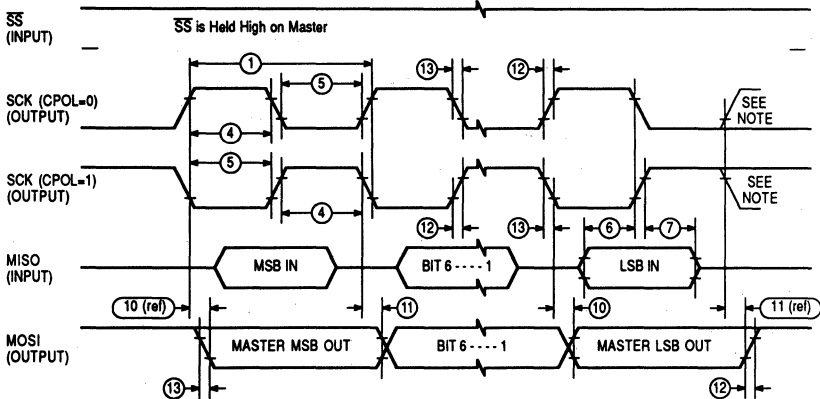 SS
(INPUT)
SS is Held High on Master
1
5
13
12
SCK (CPOL=0)
(OUTPUT)
SEE
NOTE
4
5
SCK (CPOL=1)
(OUTPUT)
SEE
NOTE
4
12
13
6
7
MISO
(INPUT)
MSB IN
BIT 6 - - - - 1
LSB IN
10 (ref)
11
10
11 (ref)
MOSI
(OUTPUT)
MASTER MSB OUT
BIT 6 - - - - 1
MASTER LSB OUT
13
12